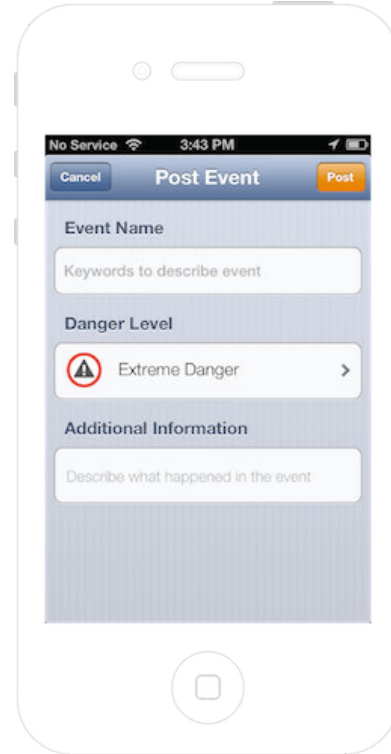 No Service 3:43 PM
Cancel Post Event Post
Event Name
Keywords to describe event
Danger Level
Extreme Danger
Additional Information
Describe what happened in the event